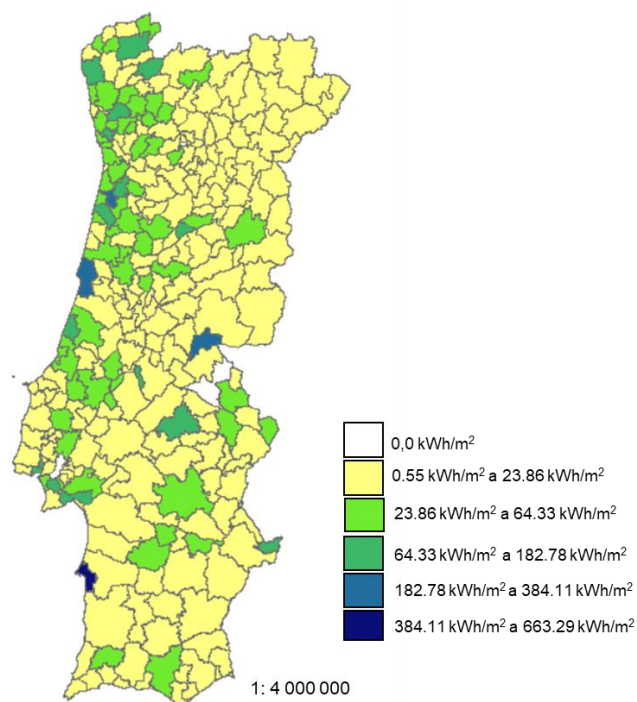 0,0 kWh/m²
0.55 kWh/m² a 23.86 kWh/m²
23.86 kWh/m² a 64.33 kWh/m²
64.33 kWh/m² a 182.78 kWh/m²
182.78 kWh/m² a 384.11 kWh/m²
384.11 kWh/m² a 663.29 kWh/m²
1: 4 000 000